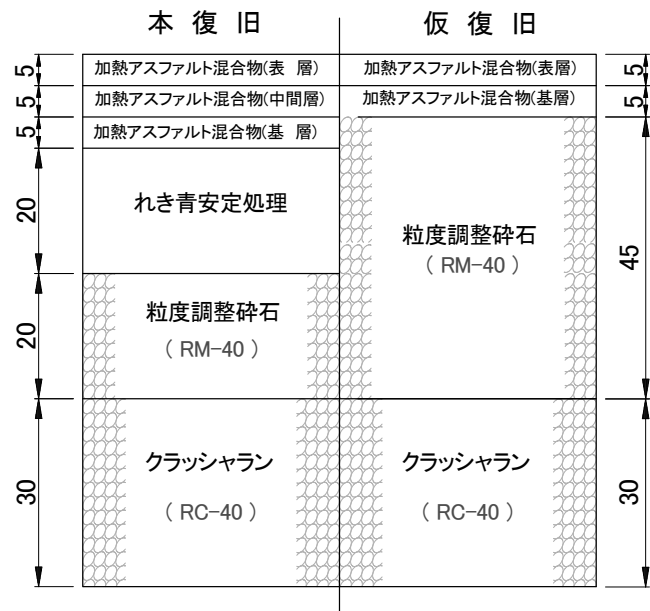 本 復 旧
仮 復 旧
5
加熱アスファルト混合物(表 層)
加熱アスファルト混合物(表層)
5
5
加熱アスファルト混合物(中間層)
加熱アスファルト混合物(基層)
5
5
加熱アスファルト混合物(基 層)
20
れき青安定処理
粒度調整砕石
( RM-40 )
45
20
粒度調整砕石
( RM-40 )
30
クラッシャラン
( RC-40 )
クラッシャラン
( RC-40 )
30